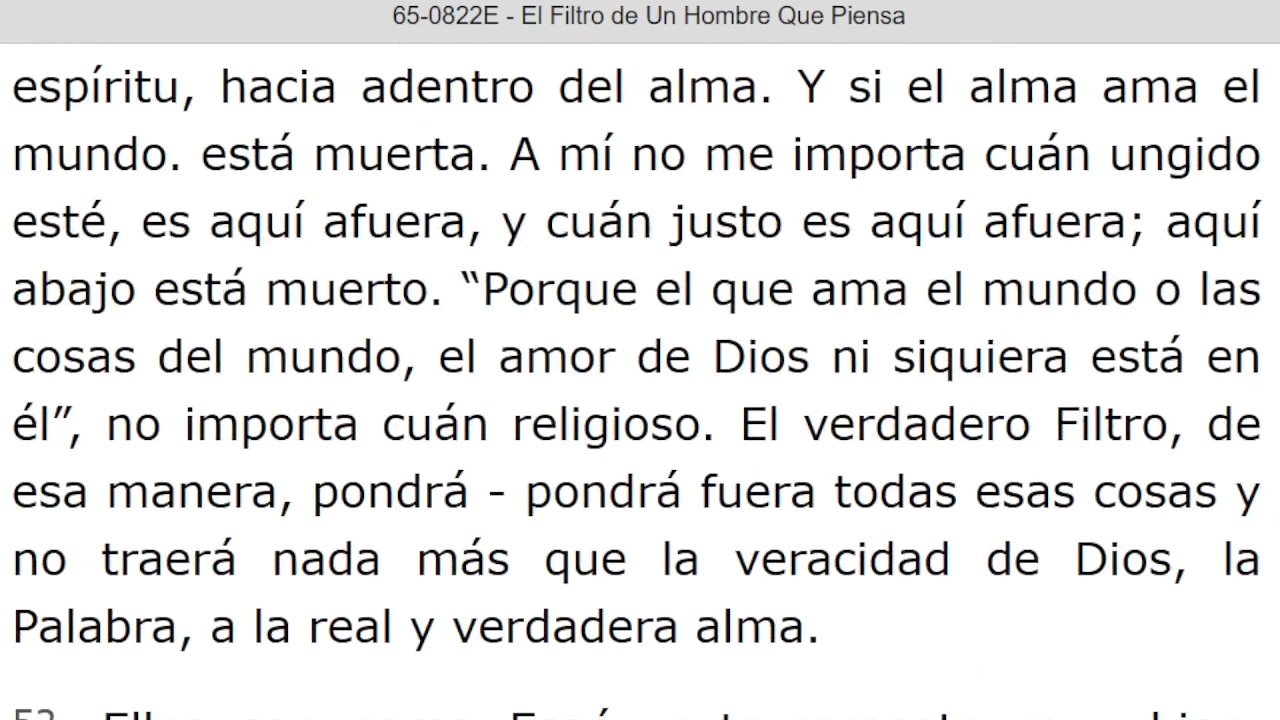 65-0822E - El Filtro de Un Hombre Que Piensa
espíritu, hacia adentro del alma. Y si el alma ama el
mundo. está muerta. A mí no me importa cuán ungido
esté, es aquí afuera, y cuán justo es aquí afuera; aquí
abajo está muerto. “Porque el que ama el mundo o las
cosas del mundo, el amor de Dios ni siquiera está en
él”, no importa cuán religioso. El verdadero Filtro, de
esa manera, pondrá - pondrá fuera todas esas cosas y
no traerá nada más que la veracidad de Dios, la
Palabra, a la real y verdadera alma.